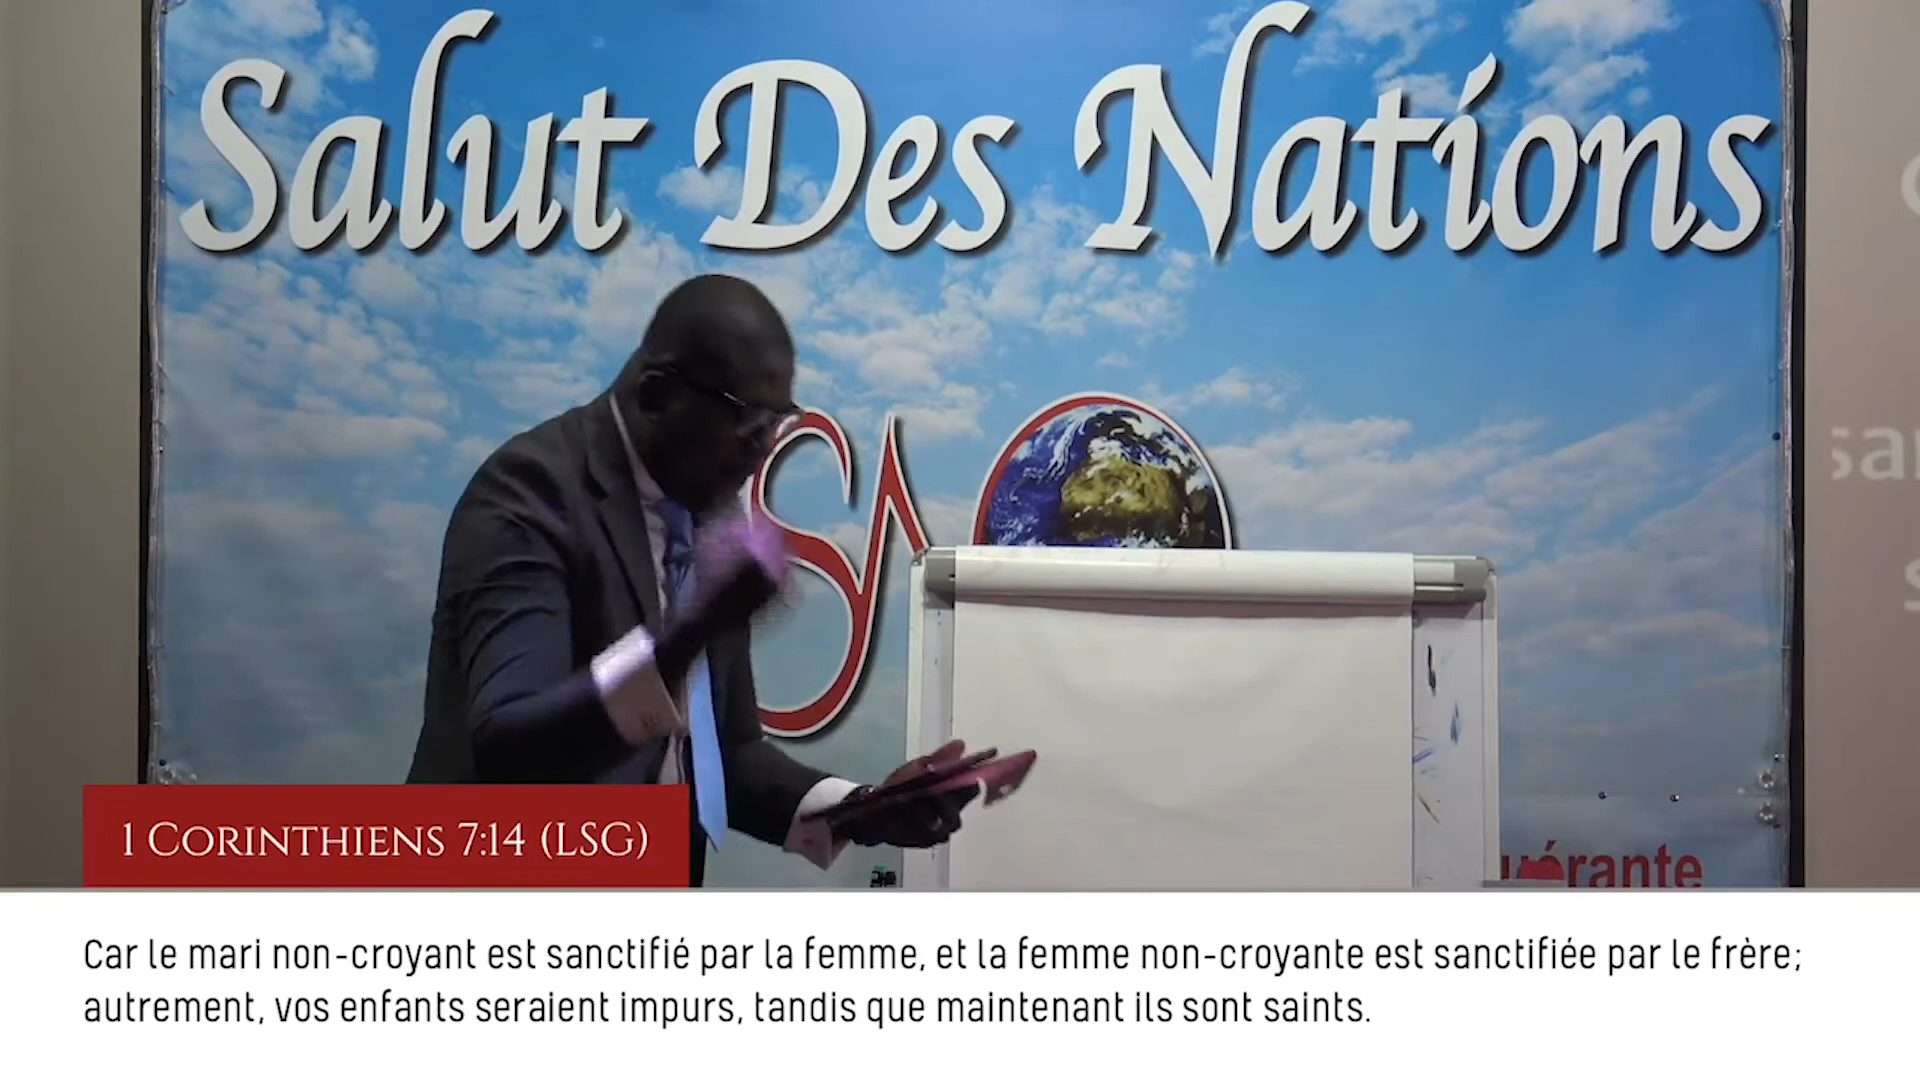 Salut Des Nations
SN
1 Corinthiens 7:14 (LSG)
Car le mari non-croyant est sanctifié par la femme, et la femme non-croyante est sanctifiée par le frère;
autrement, vos enfants seraient impurs, tandis que maintenant ils sont saints.